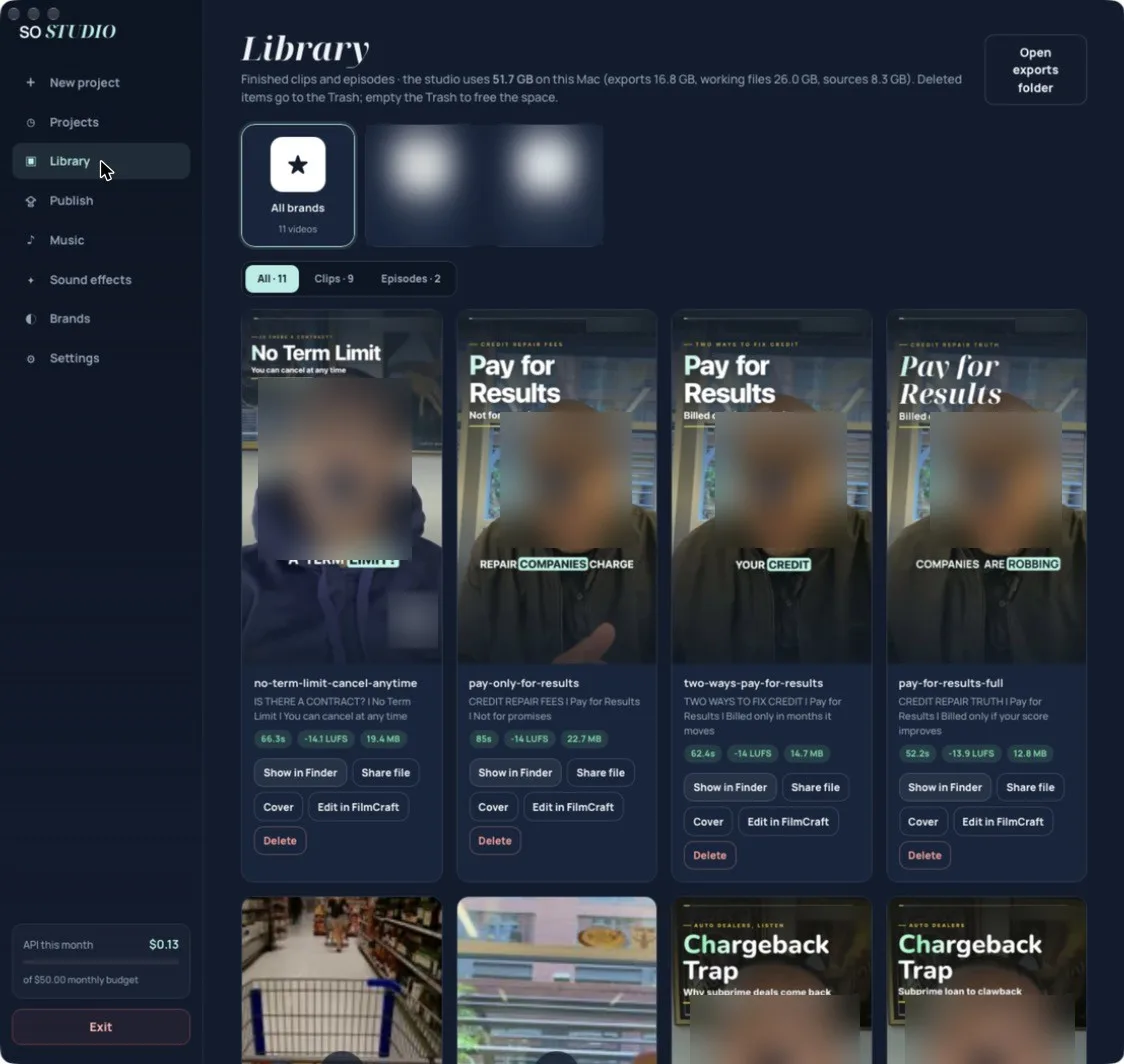 SO STUDIO
New project
Projects
Library
Publish
Music
Sound effects
Brands
Settings
API this month $0.13
of $50.00 monthly budget
Exit
Library
Finished clips and episodes · the studio uses 51.7 GB on this Mac (exports 16.8 GB, working files 26.0 GB, sources 8.3 GB). Deleted
items go to the Trash; empty the Trash to free the space.
Open
exports
folder
All brands
11 videos
All · 11 Clips · 9 Episodes · 2
IS THERE A CONTRACT?
No Term Limit
You can cancel at any time
A TERM LIMIT?
no-term-limit-cancel-anytime
IS THERE A CONTRACT? | No Term
Limit | You can cancel at any time
66.3s -14.1 LUFS 19.4 MB
Show in Finder Share file
Cover Edit in FilmCraft
Delete
CREDIT REPAIR FEES
Pay for
Results
Not for
REPAIR COMPANIES CHARGE
pay-only-for-results
CREDIT REPAIR FEES | Pay for Results
| Not for promises
85s -14 LUFS 22.7 MB
Show in Finder Share file
Cover Edit in FilmCraft
Delete
TWO WAYS TO FIX CREDIT
Pay for
Results
Billed
YOUR CREDIT
two-ways-pay-for-results
TWO WAYS TO FIX CREDIT | Pay for
Results | Billed only in months it
moves
62.4s -14 LUFS 14.7 MB
Show in Finder Share file
Cover Edit in FilmCraft
Delete
CREDIT REPAIR TRUTH
Pay for
Results
Billed
COMPANIES ARE ROBBING
pay-for-results-full
CREDIT REPAIR TRUTH | Pay for
Results | Billed only if your score
improves
52.2s -13.9 LUFS 12.8 MB
Show in Finder Share file
Cover Edit in FilmCraft
Delete
AUTO DEALERS, LISTEN
Chargeback
Trap
Why subprime deals come back
AUTO DEALERS
Chargeback
Trap
Subprime loan to clawback